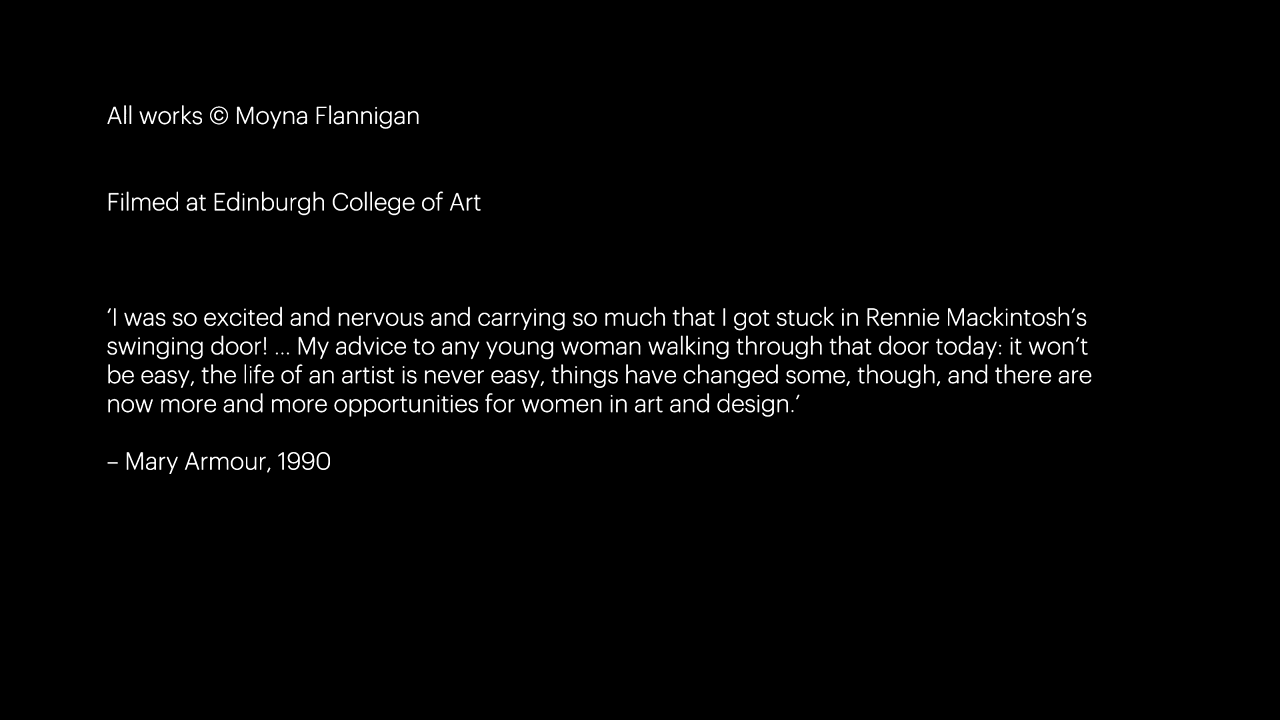 All works © Moyna Flannigan
Filmed at Edinburgh College of Art
‘I was so excited and nervous and carrying so much that I got stuck in Rennie Mackintosh’s
swinging door! ... My advice to any young woman walking through that door today: it won’t
be easy, the life of an artist is never easy, things have changed some, though, and there are
now more and more opportunities for women in art and design.’
– Mary Armour, 1990